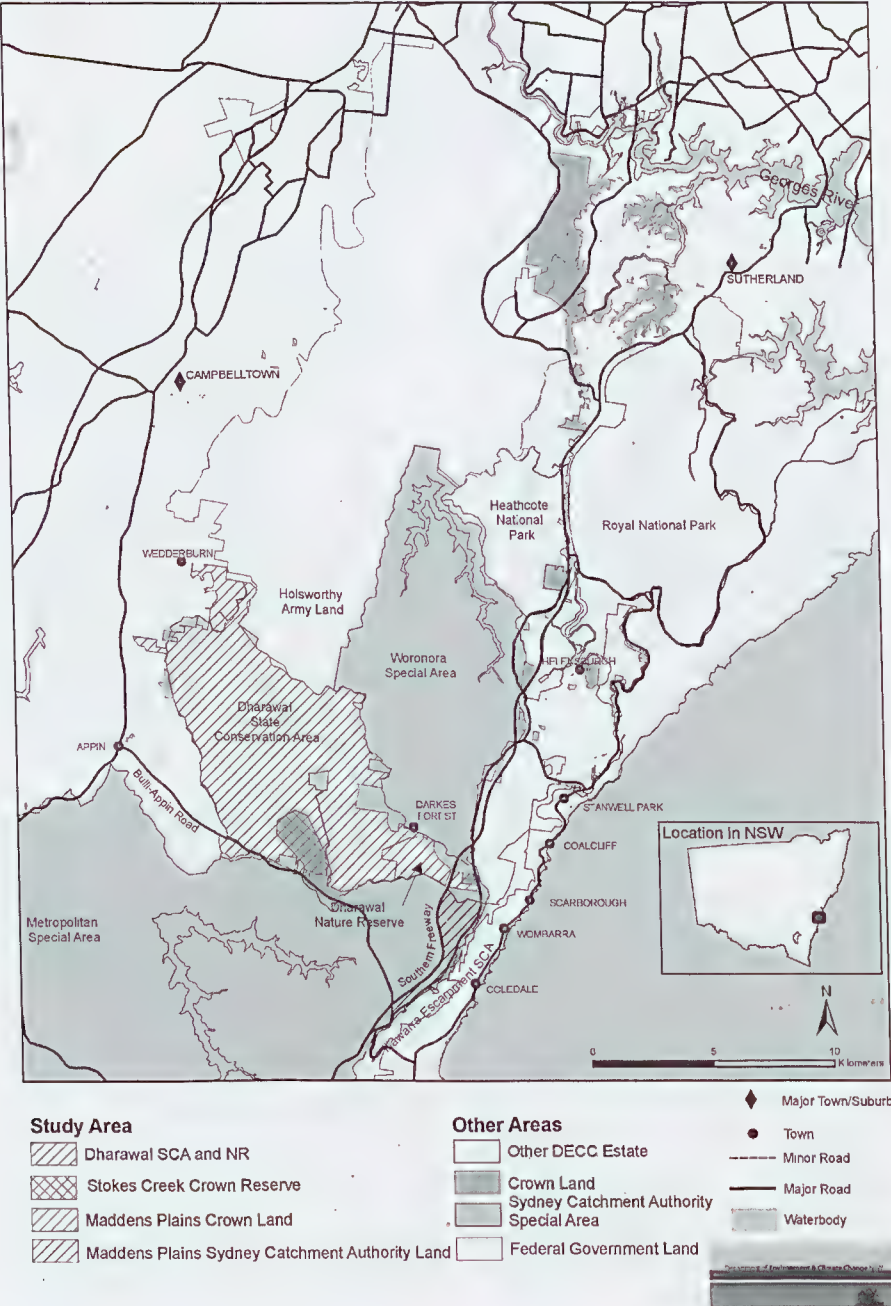 Georges River
SUTHERLAND
CAMPBELLTOWN
Heathcote
National
Park
Royal National Park
WEDDERBURN
Holsworthy
Army Land
Woronora
Special Area
HELENSBURGH
Dharawal
State
Conservation Area
APPIN
Bulli-Appin Road
DARKES
FOREST
STANWELL PARK
Location in NSW
COALCLIFF
SCARBOROUGH
Dharawal
Nature Reserve
Metropolitan
Special Area
Southern Freeway
WOMBARRA
Illawarra Escarpment SCA
COLEDALE
N
0 5 10
Kilometers
Study Area
Dharawal SCA and NR
Stokes Creek Crown Reserve
Maddens Plains Crown Land
Maddens Plains Sydney Catchment Authority Land
Other Areas
Other DECC Estate
Crown Land
Sydney Catchment Authority
Special Area
Federal Government Land
Major Town/Suburb
Town
Minor Road
Major Road
Waterbody
Department of Environment & Climate Change